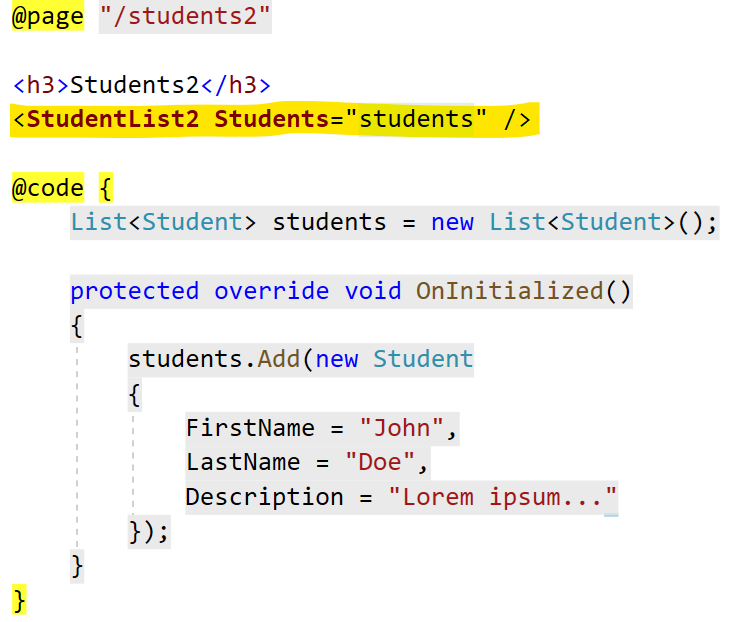 @page "/students2"
<h3>Students2</h3>
<StudentList2 Students="students" />
@code {
List<Student> students = new List<Student>();
protected override void OnInitialized()
{
students.Add(new Student
{
FirstName = "John",
LastName = "Doe",
Description = "Lorem ipsum..."
});
}
}